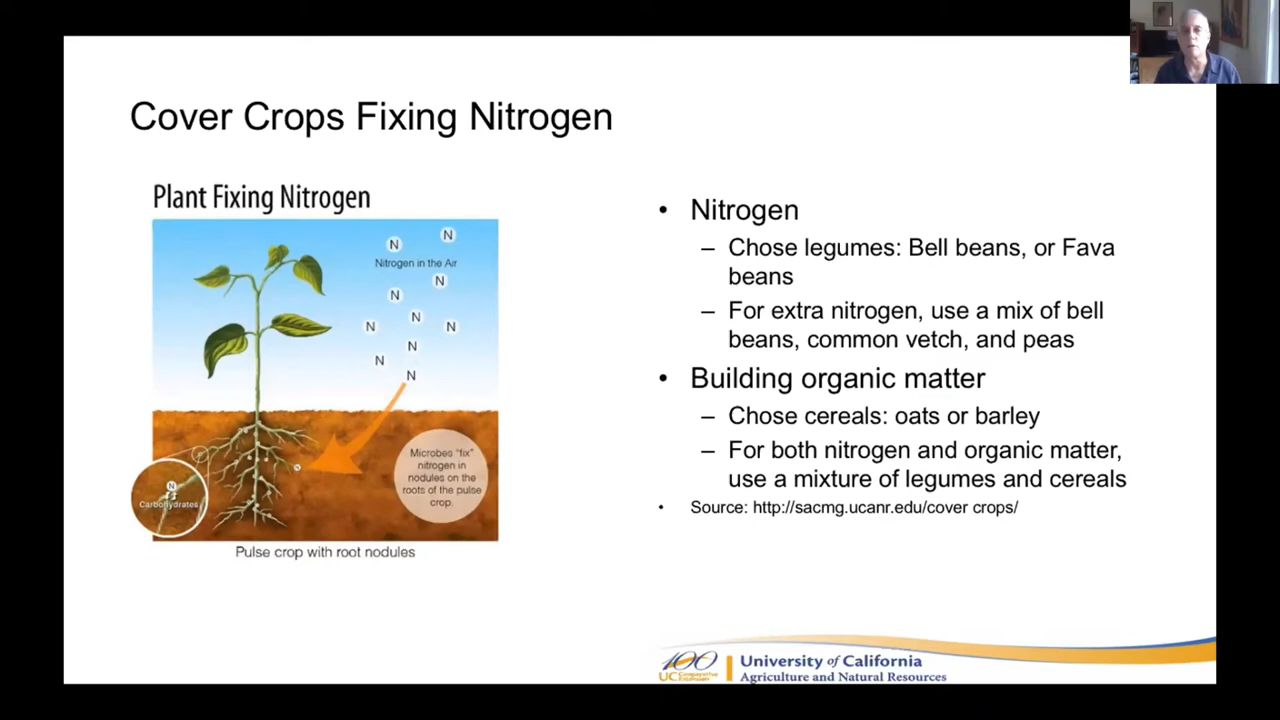 Cover Crops Fixing Nitrogen
Plant Fixing Nitrogen
N
N
Nitrogen in the Air
N
N
N
N
N
N
N
N
Microbes "fix"
nitrogen in
nodules on the
roots of the pulse
crop.
N
N
Carbohydrates
Pulse crop with root nodules
• Nitrogen
– Chose legumes: Bell beans, or Fava
beans
– For extra nitrogen, use a mix of bell
beans, common vetch, and peas
• Building organic matter
– Chose cereals: oats or barley
– For both nitrogen and organic matter,
use a mixture of legumes and cereals
• Source: http://sacmg.ucanr.edu/cover crops/
100
UC Cooperative
Extension
University of California
Agriculture and Natural Resources